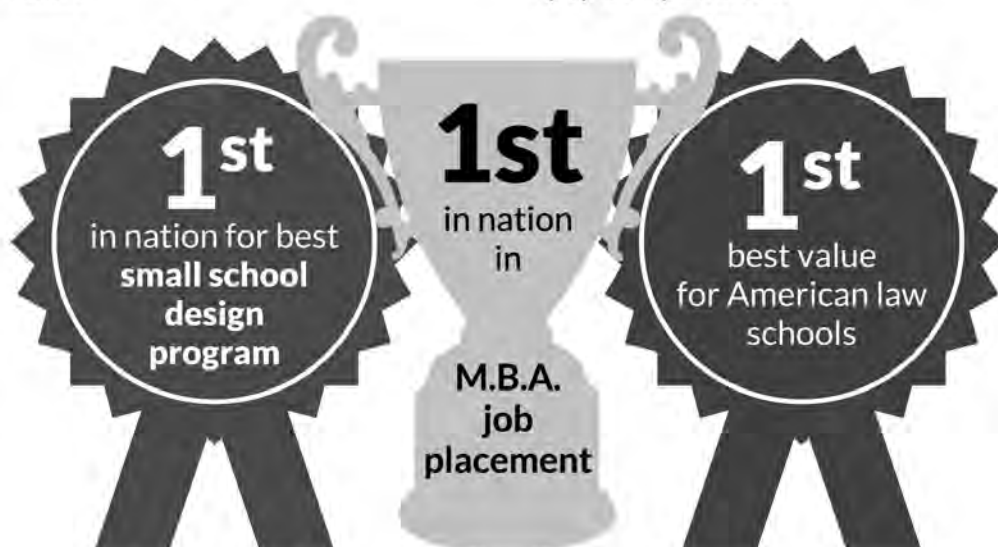 1st
in nation for best
small school
design
program
1st
in nation
in
M.B.A.
job
placement
1st
best value
for American law
schools